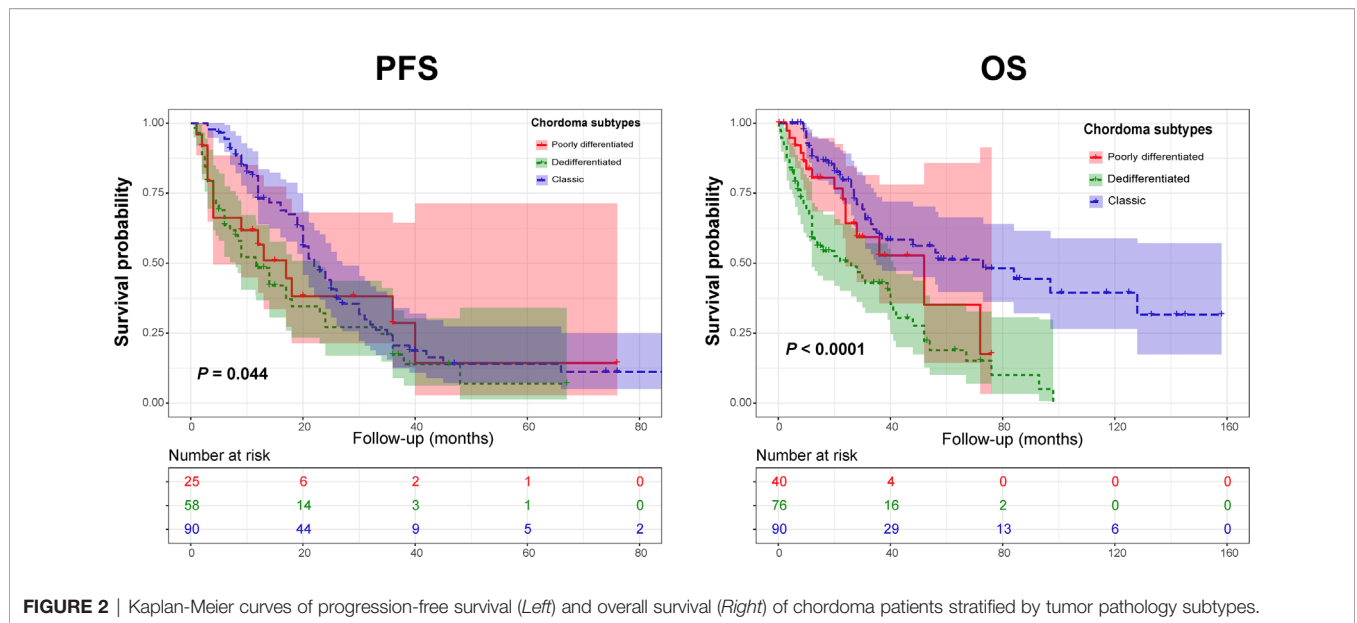 PFS
Survival probability
1.00
0.75
0.50
0.25
0.00
Chordoma subtypes
Poorly differentiated
Dedifferentiated
Classic
P = 0.044
0 20 40 60 80
Follow-up (months)
Number at risk
25 6 2 1 0
58 14 3 1 0
90 44 9 5 2
0 20 40 60 80
OS
Survival probability
1.00
0.75
0.50
0.25
0.00
Chordoma subtypes
Poorly differentiated
Dedifferentiated
Classic
P < 0.0001
0 40 80 120 160
Follow-up (months)
Number at risk
40 4 0 0 0
76 16 2 0 0
90 29 13 6 0
0 40 80 120 160
FIGURE 2 | Kaplan-Meier curves of progression-free survival (Left) and overall survival (Right) of chordoma patients stratified by tumor pathology subtypes.